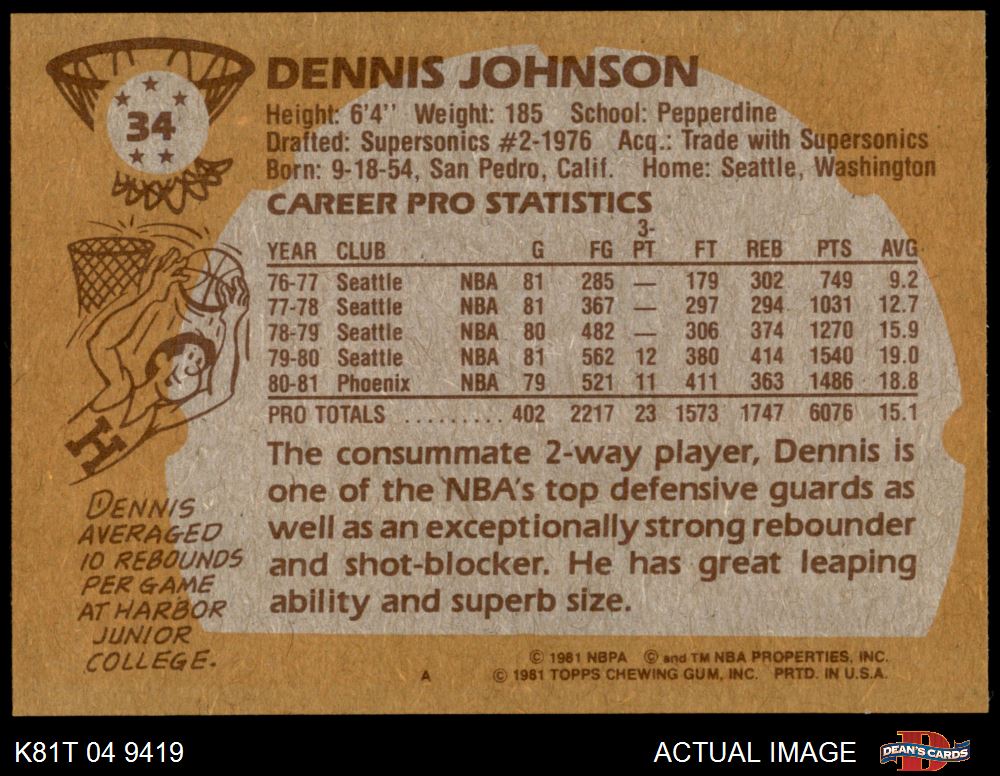 34
DENNIS JOHNSON
Height: 6'4'' Weight: 185 School: Pepperdine
Drafted: Supersonics #2-1976 Acq.: Trade with Supersonics
Born: 9-18-54, San Pedro, Calif. Home: Seattle, Washington
CAREER PRO STATISTICS
YEAR CLUB G FG 3-PT FT REB PTS AVG
76-77 Seattle NBA 81 285 — 179 302 749 9.2
77-78 Seattle NBA 81 367 — 297 294 1031 12.7
78-79 Seattle NBA 80 482 — 306 374 1270 15.9
79-80 Seattle NBA 81 562 12 380 414 1540 19.0
80-81 Phoenix NBA 79 521 11 411 363 1486 18.8
PRO TOTALS .......... 402 2217 23 1573 1747 6076 15.1
The consummate 2-way player, Dennis is
one of the NBA's top defensive guards as
well as an exceptionally strong rebounder
and shot-blocker. He has great leaping
ability and superb size.
H
DENNIS
AVERAGED
10 REBOUNDS
PER GAME
AT HARBOR
JUNIOR
COLLEGE.
© 1981 NBPA © and TM NBA PROPERTIES, INC.
A © 1981 TOPPS CHEWING GUM, INC. PRTD. IN U.S.A.
K81T 04 9419 ACTUAL IMAGE DEAN'S CARDS